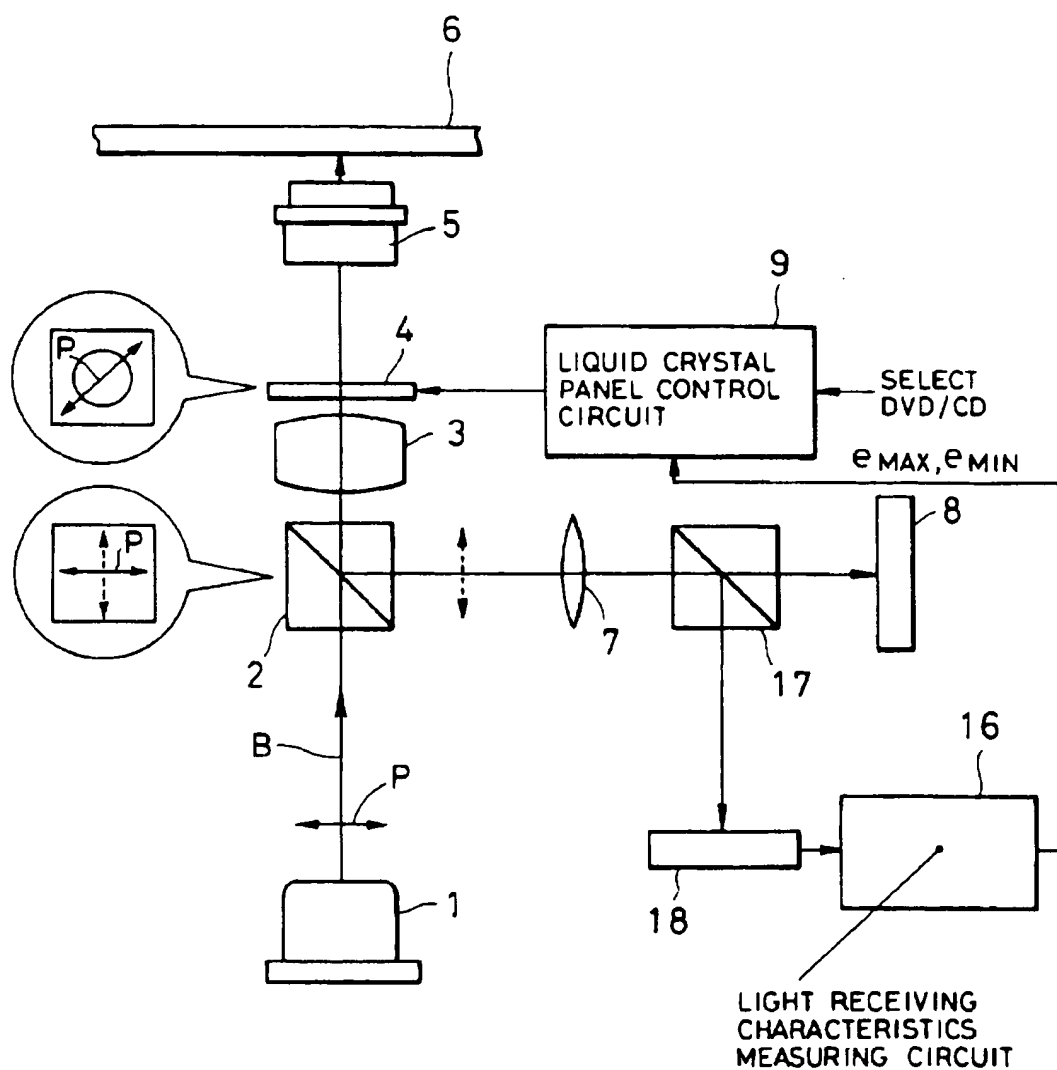 6
5
9
4
LIQUID CRYSTAL
PANEL CONTROL
CIRCUIT
SELECT
DVD/CD
P
3
eMAX, eMIN
8
P
2
7
17
B
P
16
1
18
LIGHT RECEIVING
CHARACTERISTICS
MEASURING CIRCUIT